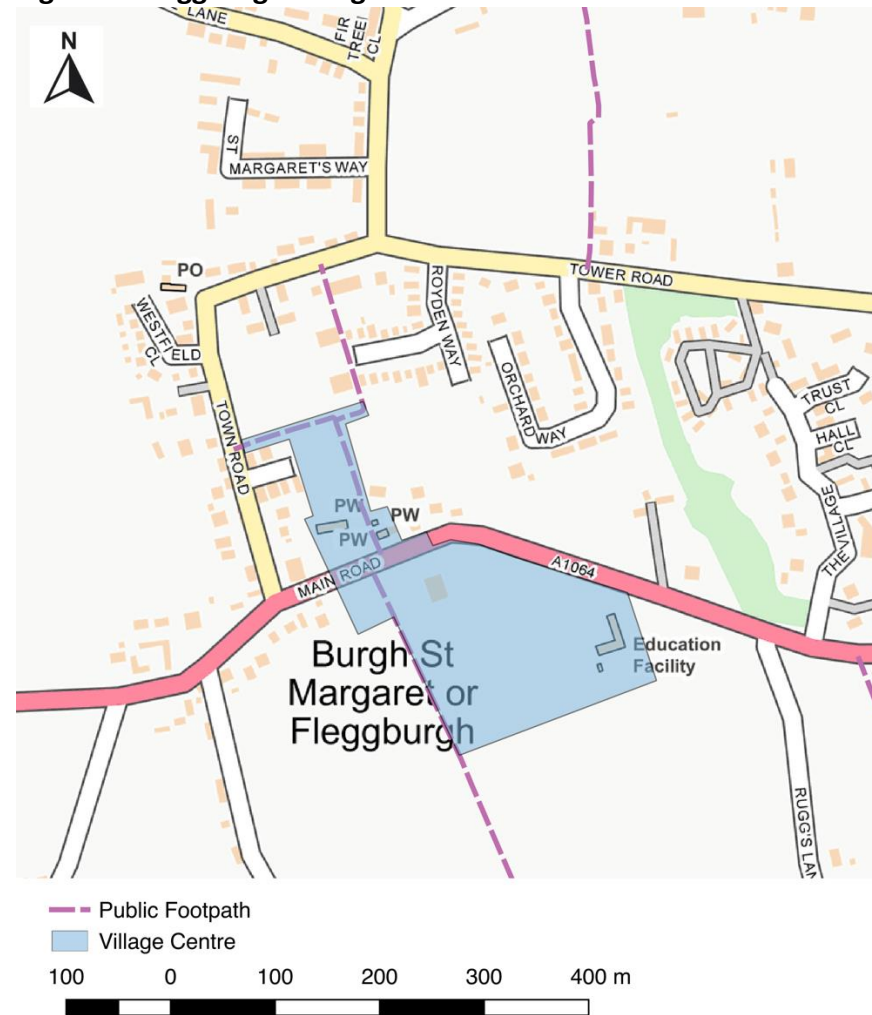 N
LANE
FIR
TREE
CL
ST
MARGARET'S WAY
PO
TOWER ROAD
ROYDEN WAY
WESTFI
ELD
CL
ORCHARD WAY
TRUST
CL
HALL
CL
TOWN ROAD
THE VILLAGE
PW
PW
PW
MAIN ROAD
A1064
Education
Facility
Burgh St
Margaret or
Fleggburgh
RUGG'S LAN
Public Footpath
Village Centre
100 0 100 200 300 400 m